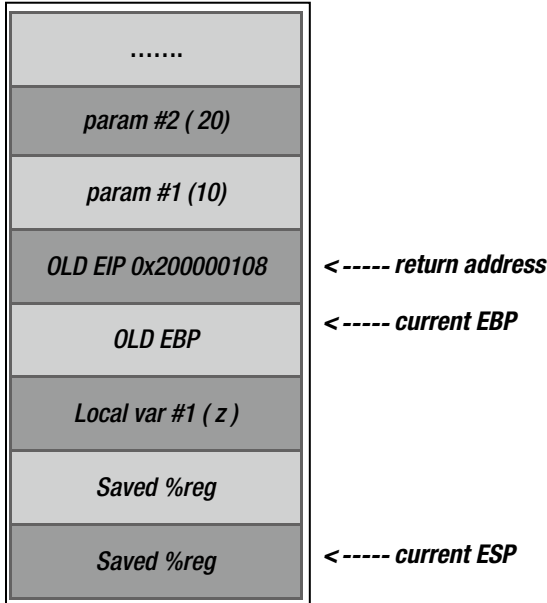 .......
param #2 ( 20)
param #1 (10)
OLD EIP 0x200000108 <----- return address
OLD EBP <----- current EBP
Local var #1 ( z )
Saved %reg
Saved %reg <----- current ESP